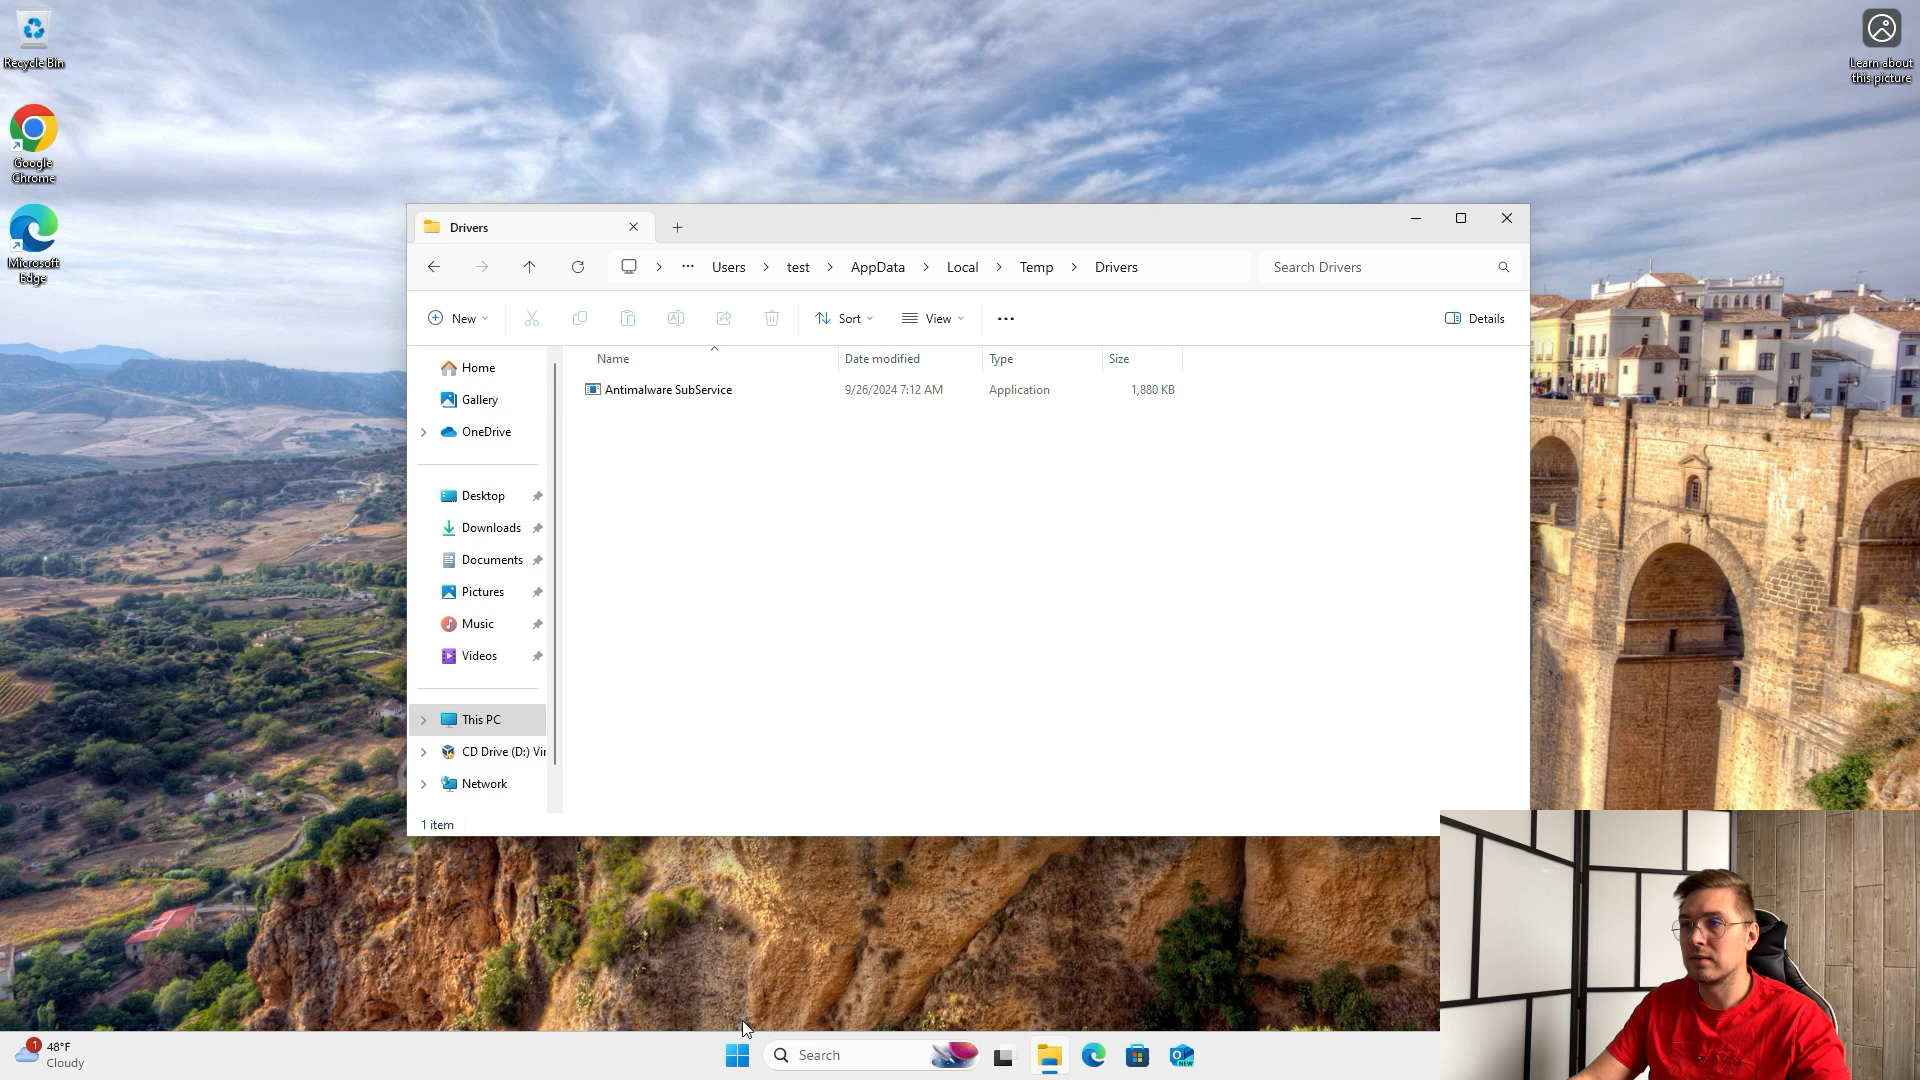 Recycle Bin
Google
Chrome
Microsoft
Edge
Learn about
this picture
Drivers
Users
test
AppData
Local
Temp
Drivers
Search Drivers
New
Sort
View
Details
Name
Date modified
Type
Size
Antimalware SubService
9/26/2024 7:12 AM
Application
1,880 KB
Home
Gallery
OneDrive
Desktop
Downloads
Documents
Pictures
Music
Videos
This PC
CD Drive (D:) Vir
Network
1 item
1
48°F
Cloudy
Search
NEW